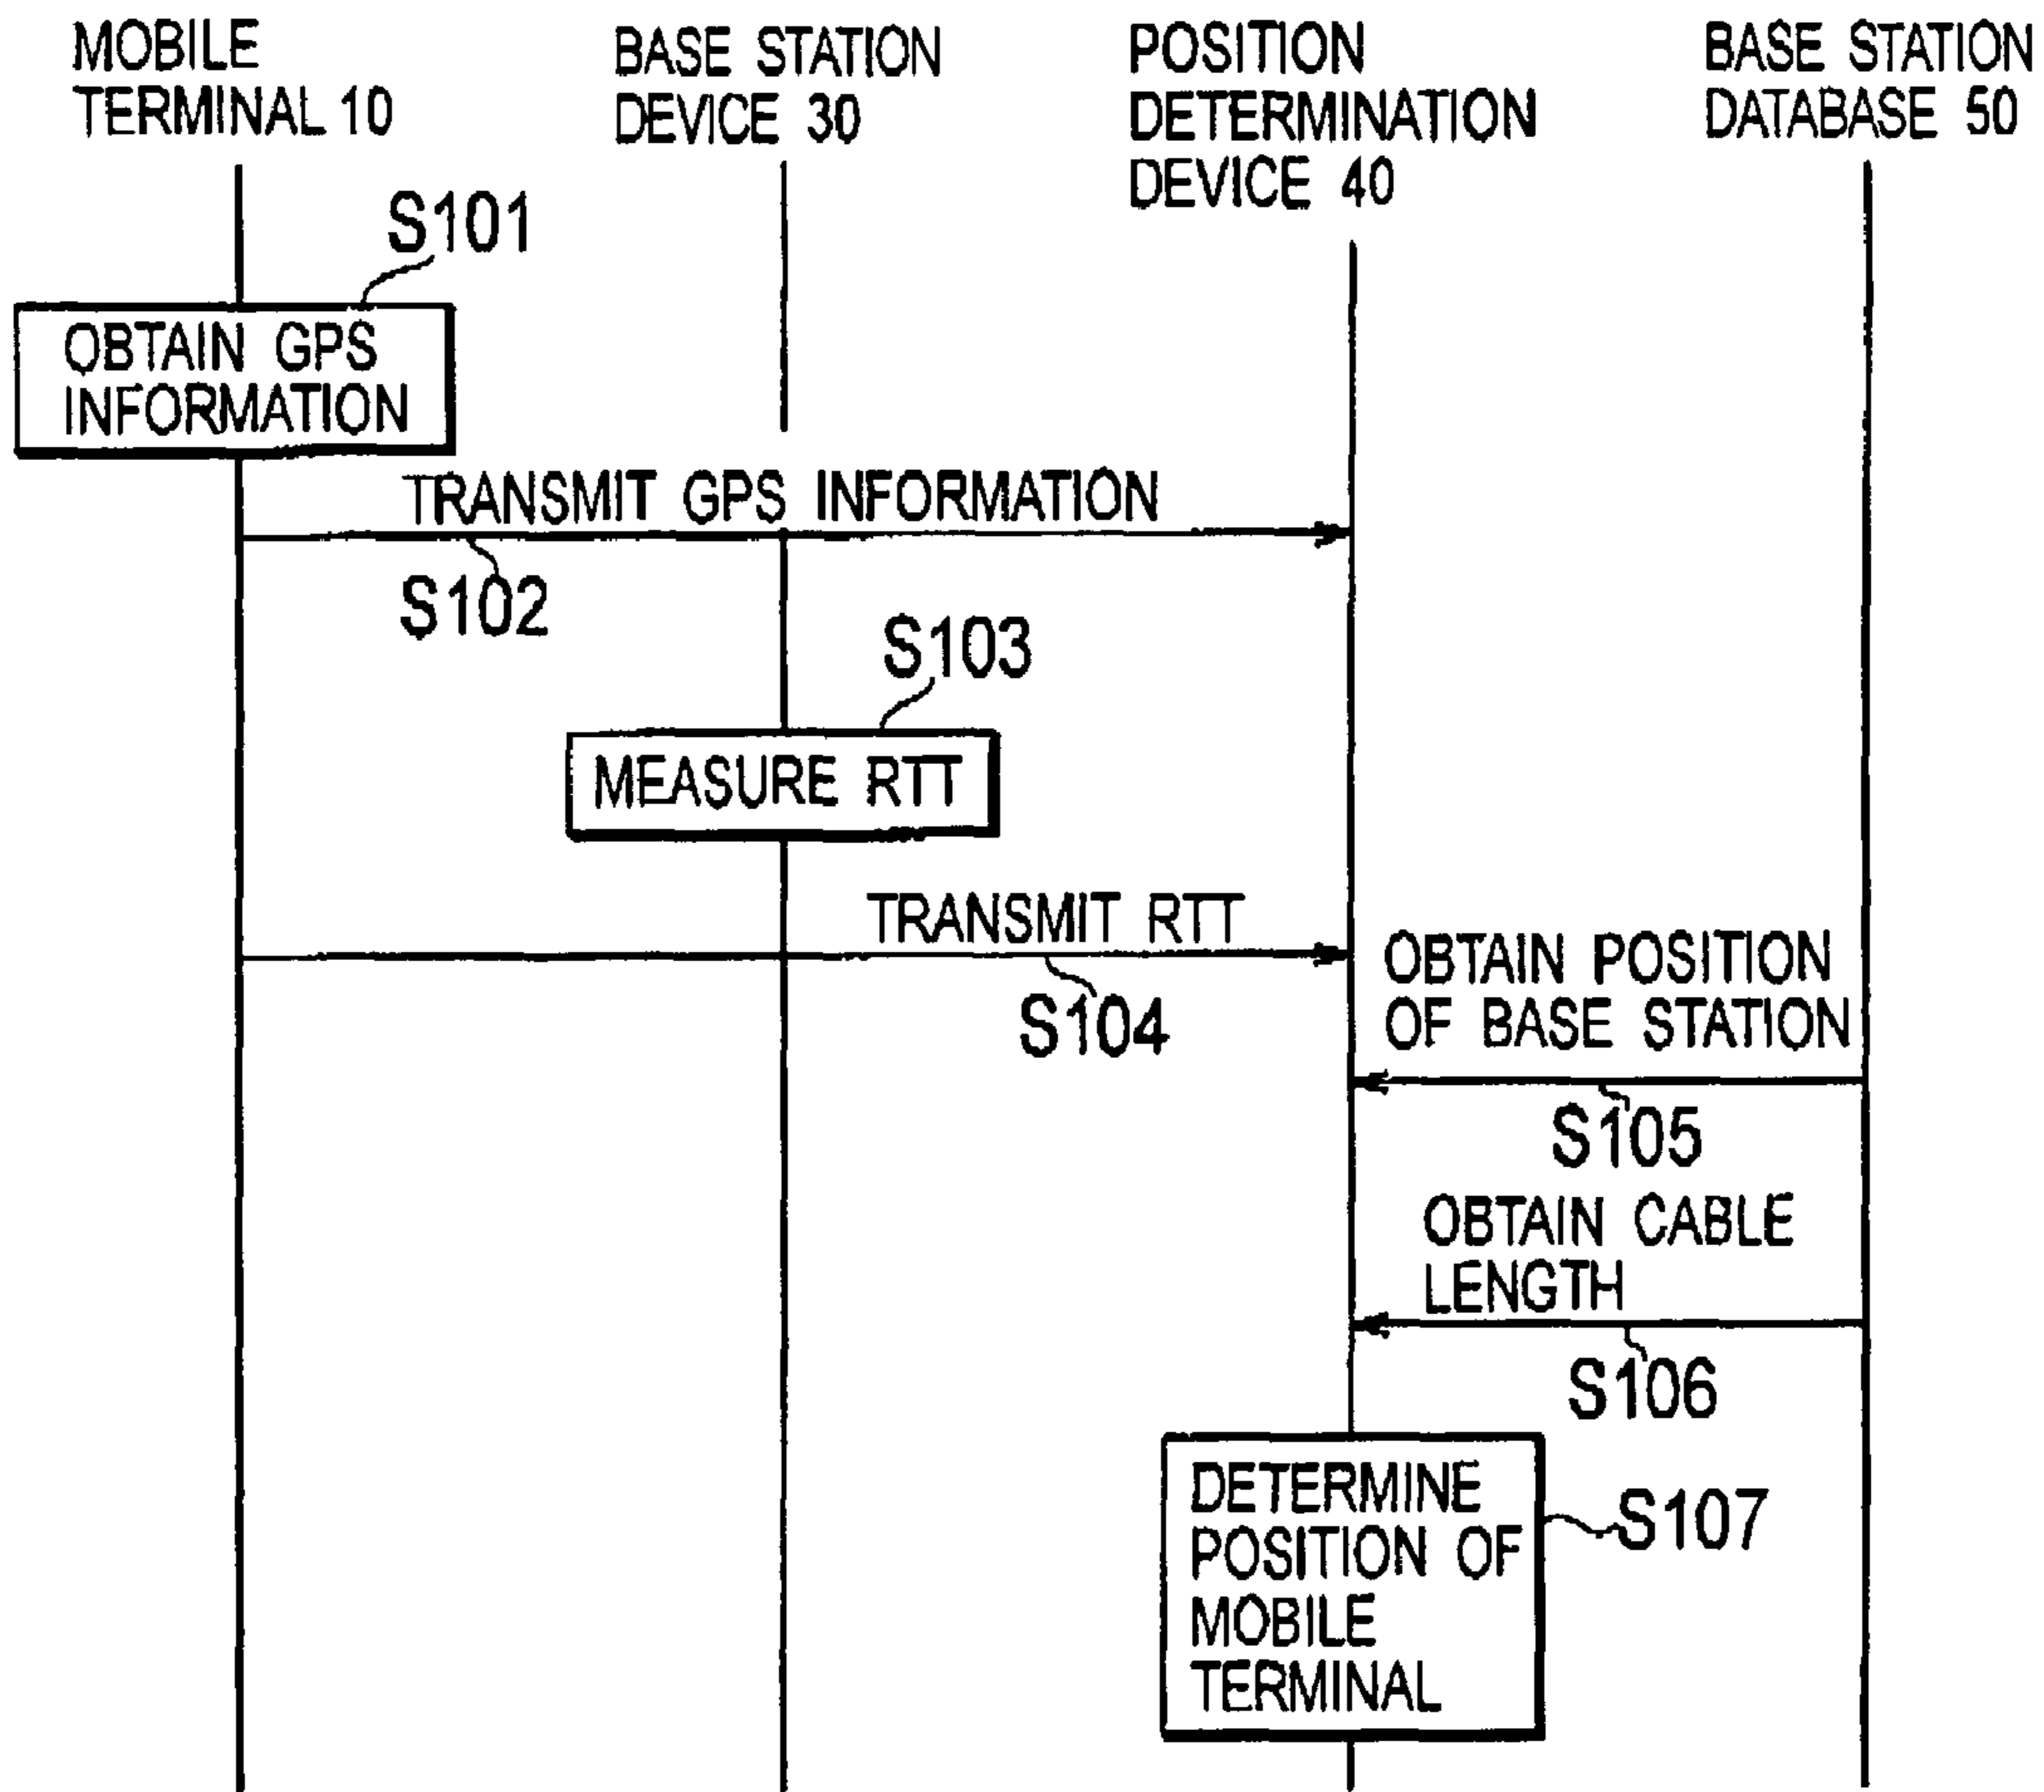 MOBILE
TERMINAL 10
BASE STATION
DEVICE 30
POSITION
DETERMINATION
DEVICE 40
BASE STATION
DATABASE 50
S101
OBTAIN GPS
INFORMATION
TRANSMIT GPS INFORMATION
S102
S103
MEASURE RTT
TRANSMIT RTT
S104
OBTAIN POSITION
OF BASE STATION
S105
OBTAIN CABLE
LENGTH
S106
DETERMINE
POSITION OF
MOBILE
TERMINAL
S107